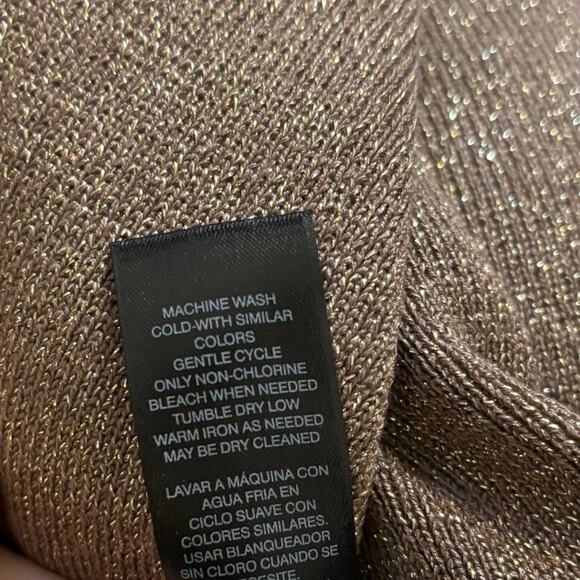 MACHINE WASH
COLD-WITH SIMILAR
COLORS
GENTLE CYCLE
ONLY NON-CHLORINE
BLEACH WHEN NEEDED
TUMBLE DRY LOW
WARM IRON AS NEEDED
MAY BE DRY CLEANED
LAVAR A MÁQUINA CON
AGUA FRIA EN
CICLO SUAVE CON
COLORES SIMILARES.
USAR BLANQUEADOR
SIN CLORO CUANDO SE